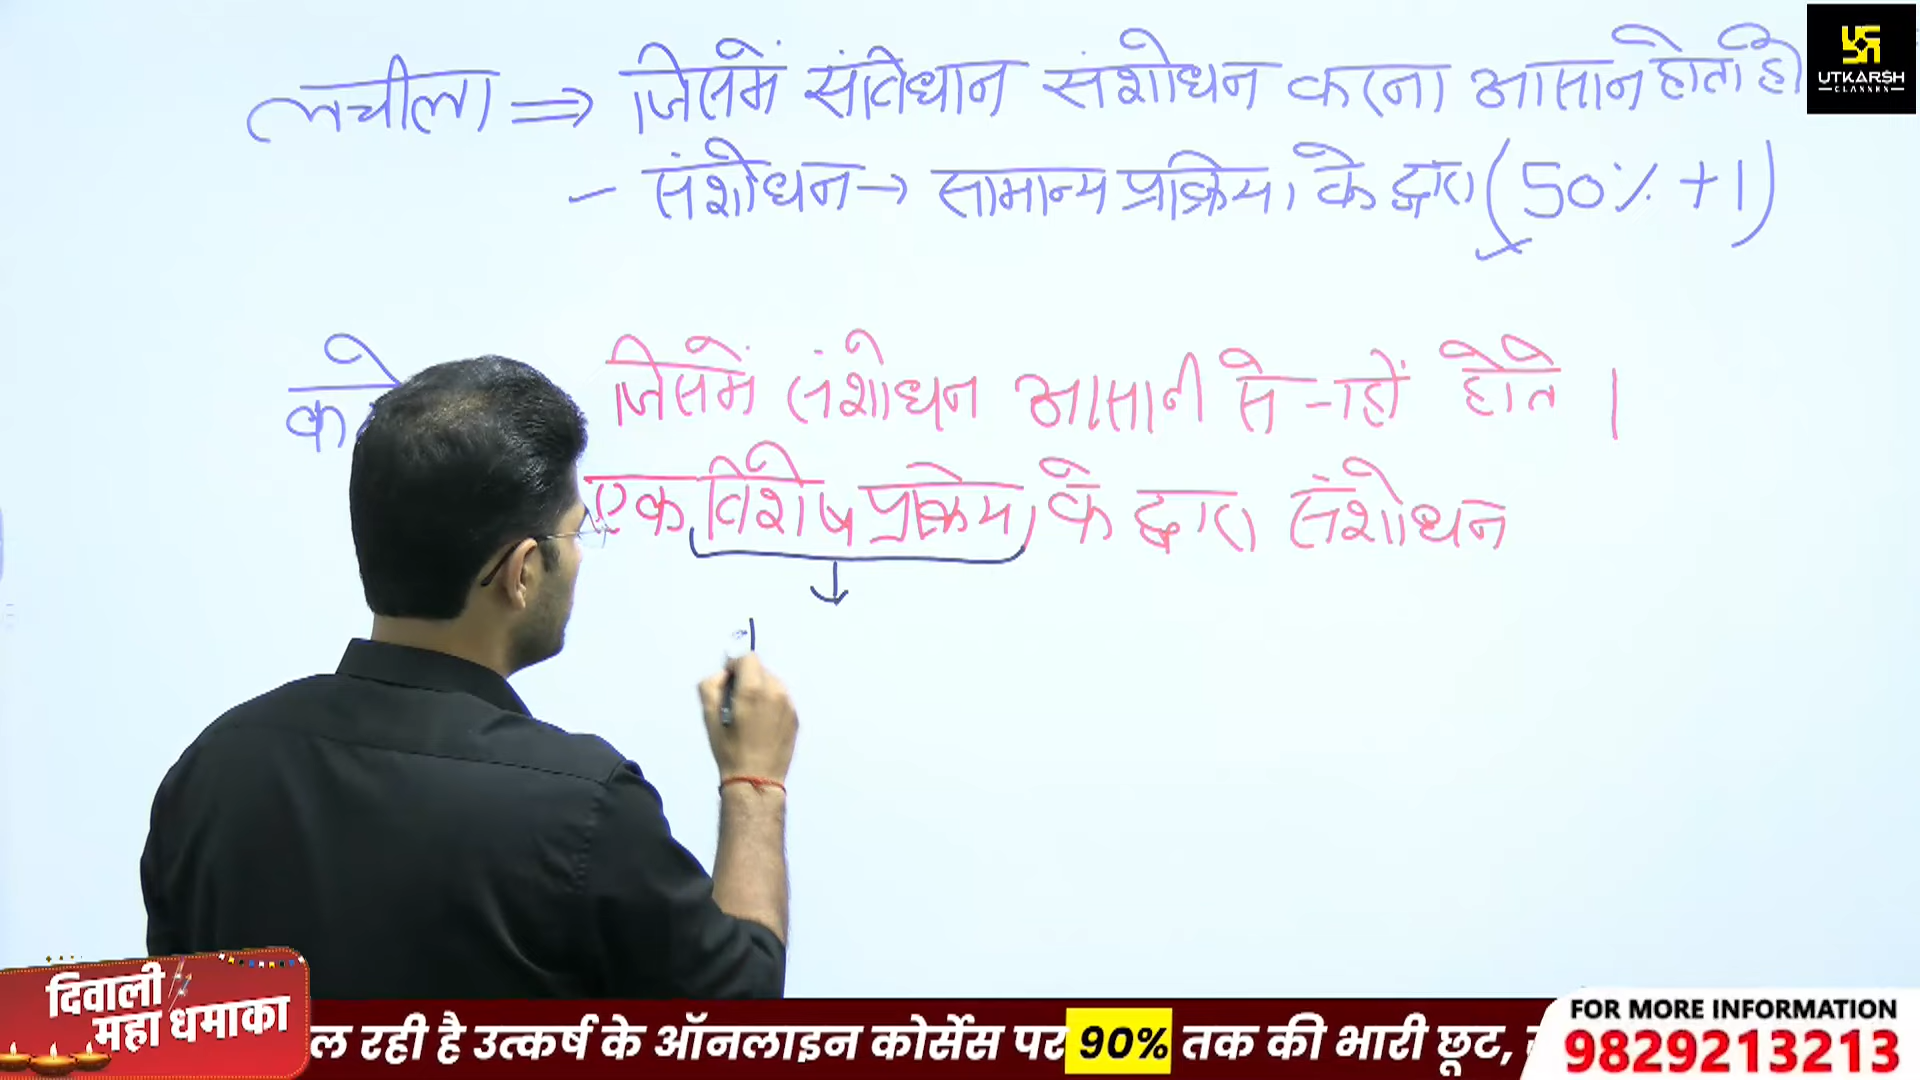 लचीला ⇒ जिसमें संविधान संशोधन करना आसान होता हो
- संशोधन → सामान्य प्रक्रिया के द्वारा (50% + 1)
जिसमें संशोधन आसानी से नहीं होते ।
एक विशेष प्रक्रिया के द्वारा संशोधन
UTKARSH
CLASSES
दिवाली
महा धमाका
रही है उत्कर्ष के ऑनलाइन कोर्सेस पर 90% तक की भारी छूट,
FOR MORE INFORMATION
9829213213